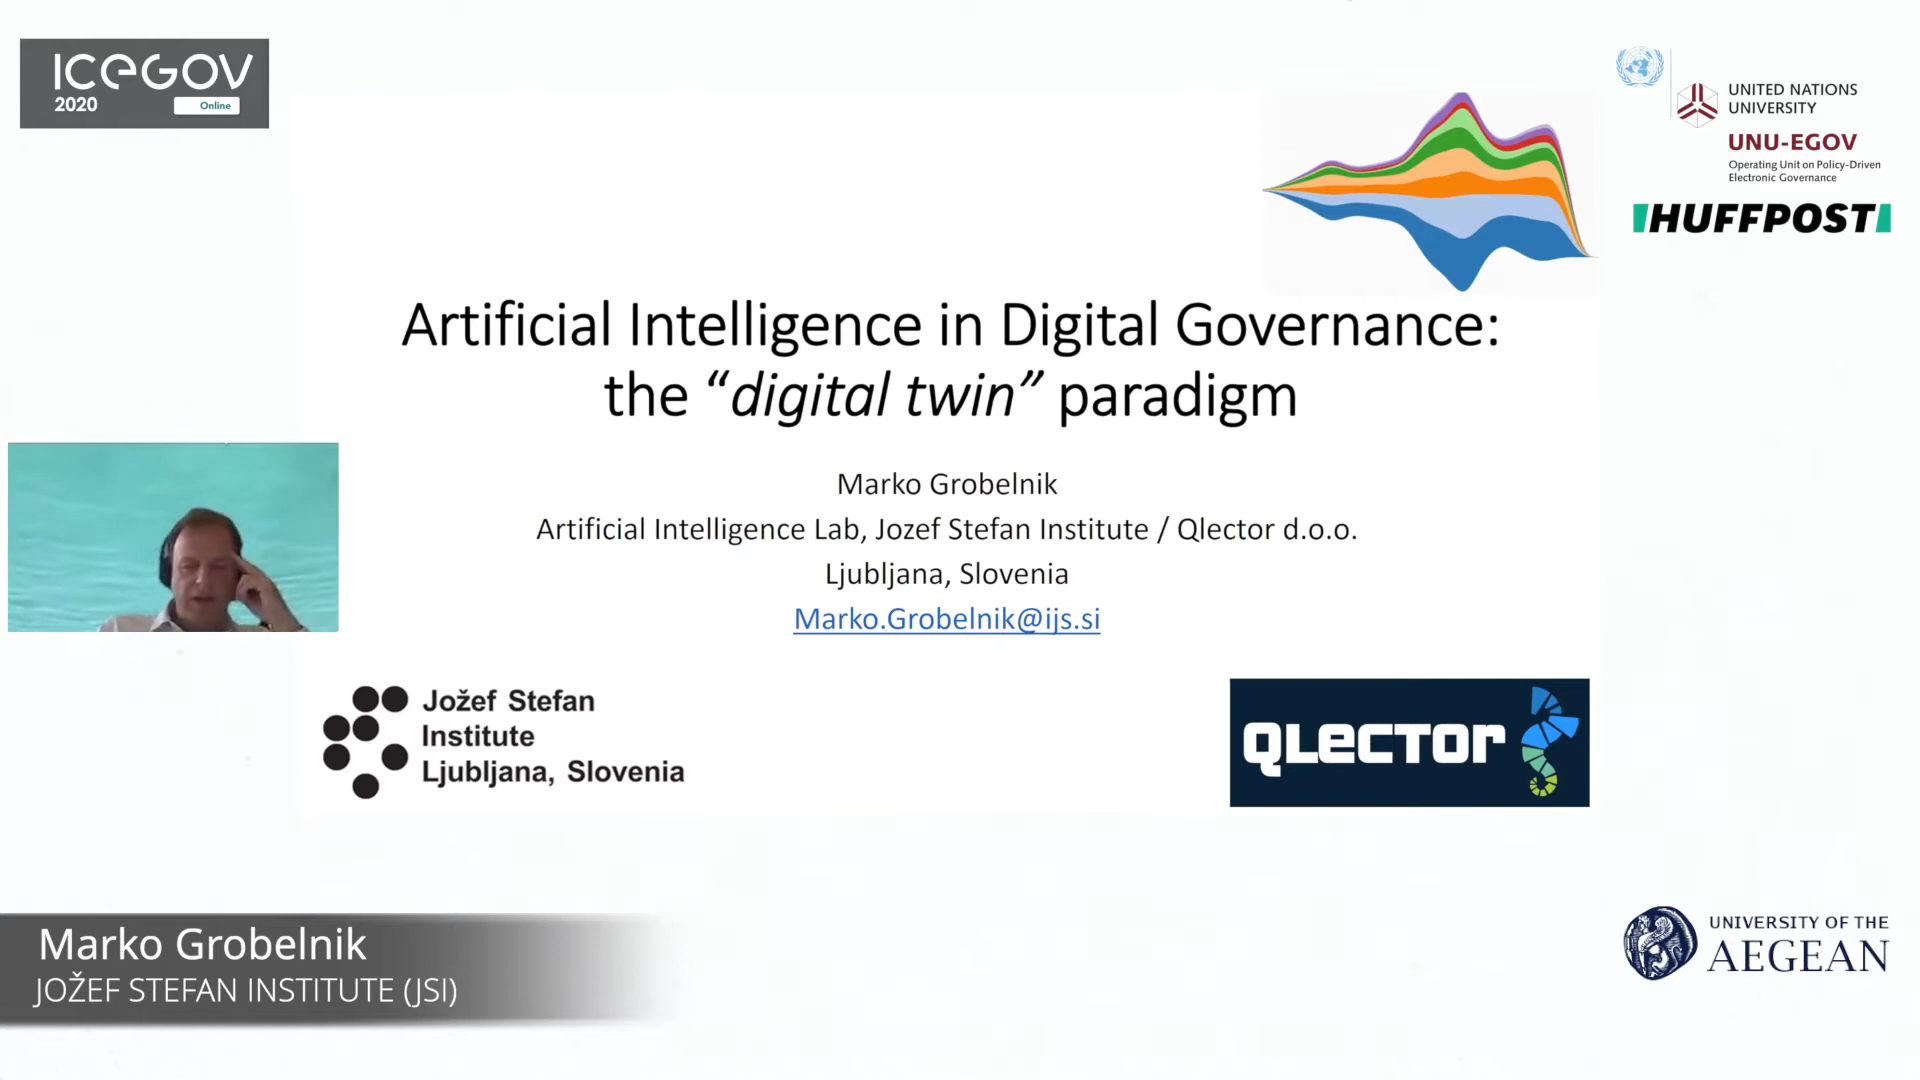 ICEGOV
2020
Online
UNITED NATIONS
UNIVERSITY
UNU-EGOV
Operating Unit on Policy-Driven
Electronic Governance
HUFFPOST
Artificial Intelligence in Digital Governance:
the “digital twin” paradigm
Marko Grobelnik
Artificial Intelligence Lab, Jozef Stefan Institute / Qlector d.o.o.
Ljubljana, Slovenia
Marko.Grobelnik@ijs.si
Jožef Stefan
Institute
Ljubljana, Slovenia
QLECTOR
Marko Grobelnik
JOŽEF STEFAN INSTITUTE (JSI)
UNIVERSITY OF THE
AEGEAN